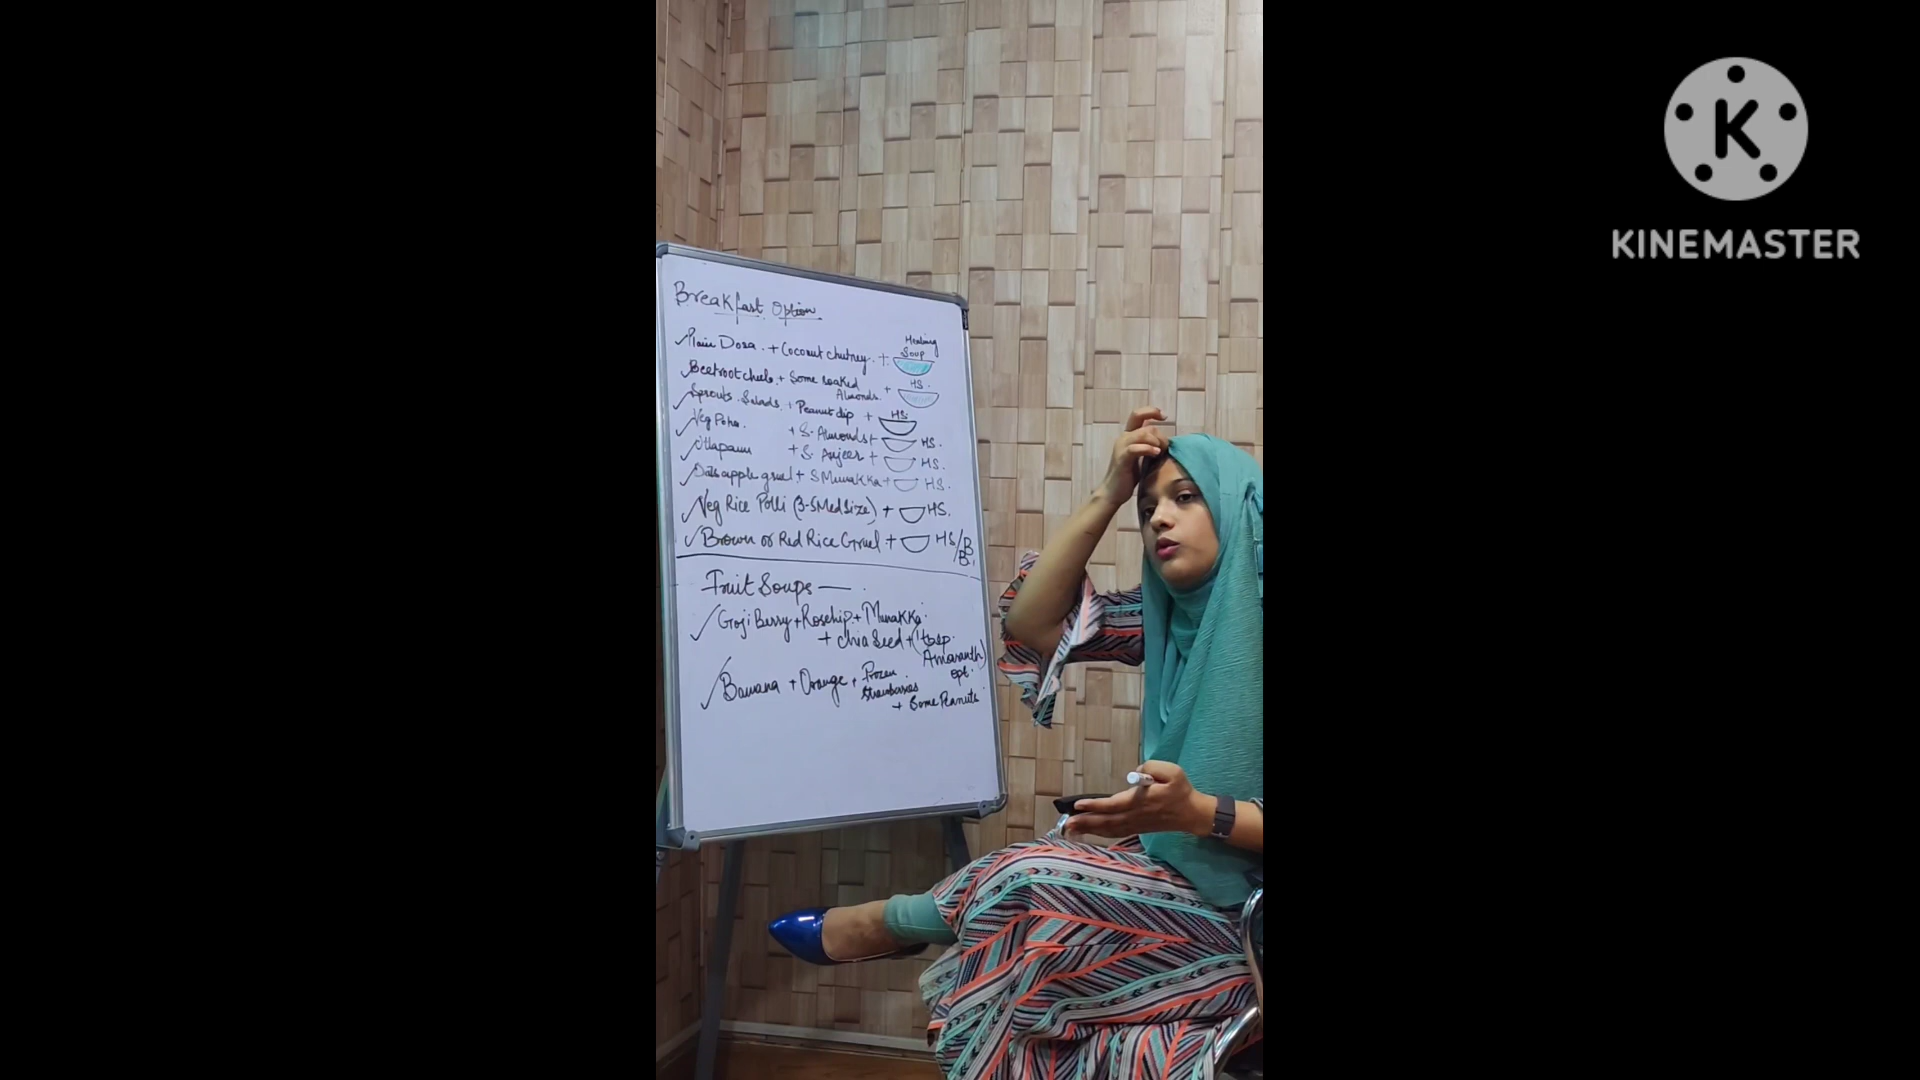 Breakfast Option
✓ Plain Dosa + Coconut chutney + Healing Soup
✓ Beetroot cheela + Some soaked Almonds + HS.
✓ Sprouts Salads + Peanut dip + HS.
✓ Veg Poha. + S. Almonds + HS.
✓ Uttapam + S. Anjeer + HS.
✓ Oats apple gruel + S Munakka + HS.
✓ Veg Rice Polli (3-5 Med Size) + HS.
✓ Brown or Red Rice Gruel + HS/B B.
Fruit Soups —
✓ Goji Berry + Rosehip + Munakka
+ chia seed + (1 tbsp.
Amaranth)
opt.
✓ Banana + Orange + Frozen
Strawberries
+ Some Peanuts
K
KINEMASTER